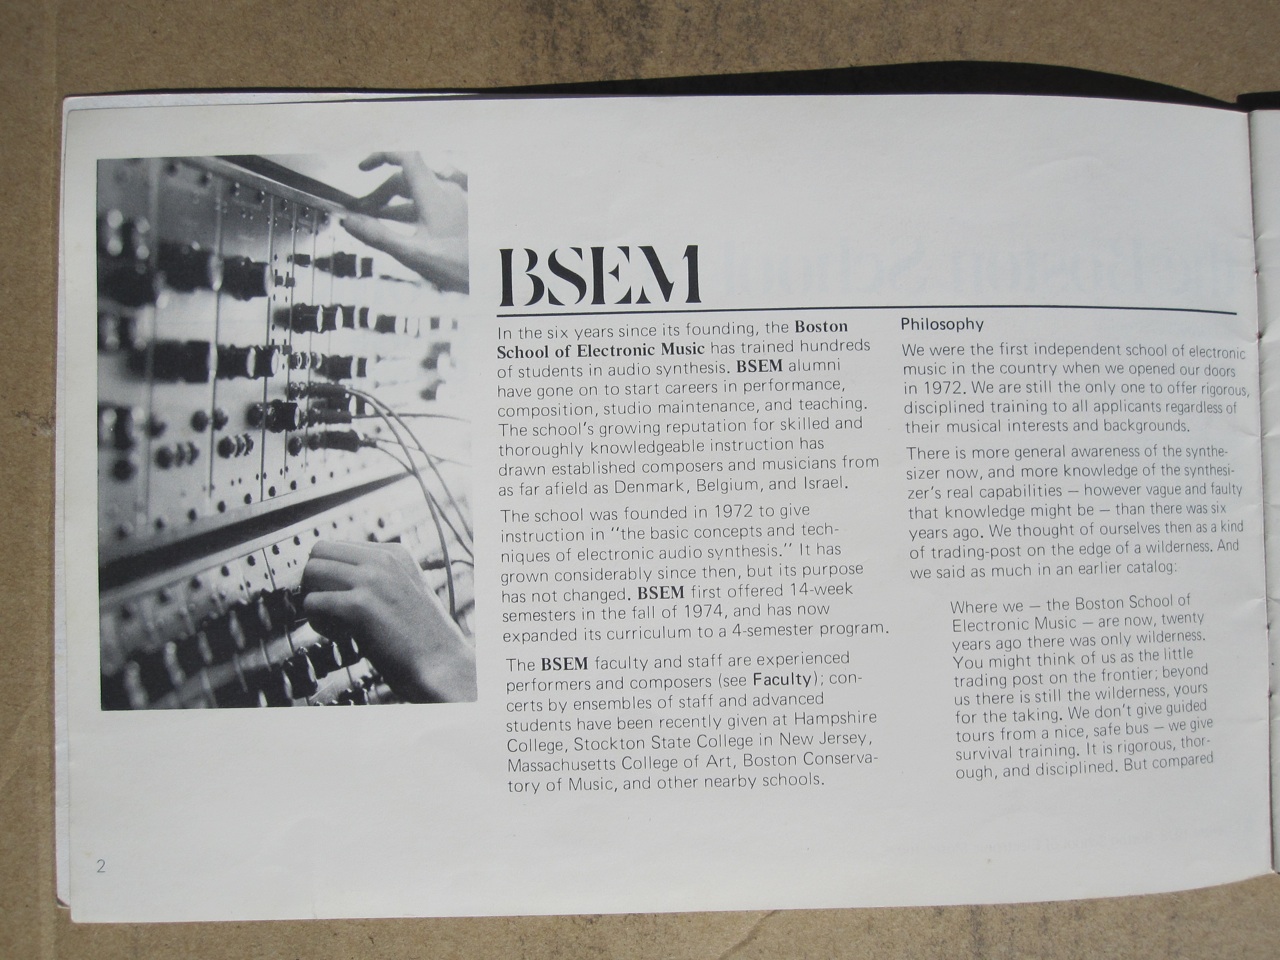 BSEM
In the six years since its founding, the Boston
School of Electronic Music has trained hundreds
of students in audio synthesis. BSEM alumni
have gone on to start careers in performance,
composition, studio maintenance, and teaching.
The school's growing reputation for skilled and
thoroughly knowledgeable instruction has
drawn established composers and musicians from
as far afield as Denmark, Belgium, and Israel.
The school was founded in 1972 to give
instruction in "the basic concepts and tech-
niques of electronic audio synthesis." It has
grown considerably since then, but its purpose
has not changed. BSEM first offered 14-week
semesters in the fall of 1974, and has now
expanded its curriculum to a 4-semester program.
The BSEM faculty and staff are experienced
performers and composers (see Faculty); con-
certs by ensembles of staff and advanced
students have been recently given at Hampshire
College, Stockton State College in New Jersey,
Massachusetts College of Art, Boston Conserva-
tory of Music, and other nearby schools.
Philosophy
We were the first independent school of electronic
music in the country when we opened our doors
in 1972. We are still the only one to offer rigorous,
disciplined training to all applicants regardless of
their musical interests and backgrounds.
There is more general awareness of the synthe-
sizer now, and more knowledge of the synthesi-
zer's real capabilities — however vague and faulty
that knowledge might be — than there was six
years ago. We thought of ourselves then as a kind
of trading-post on the edge of a wilderness. And
we said as much in an earlier catalog:
Where we — the Boston School of
Electronic Music — are now, twenty
years ago there was only wilderness.
You might think of us as the little
trading post on the frontier; beyond
us there is still the wilderness, yours
for the taking. We don't give guided
tours from a nice, safe bus — we give
survival training. It is rigorous, thor-
ough, and disciplined. But compared
2